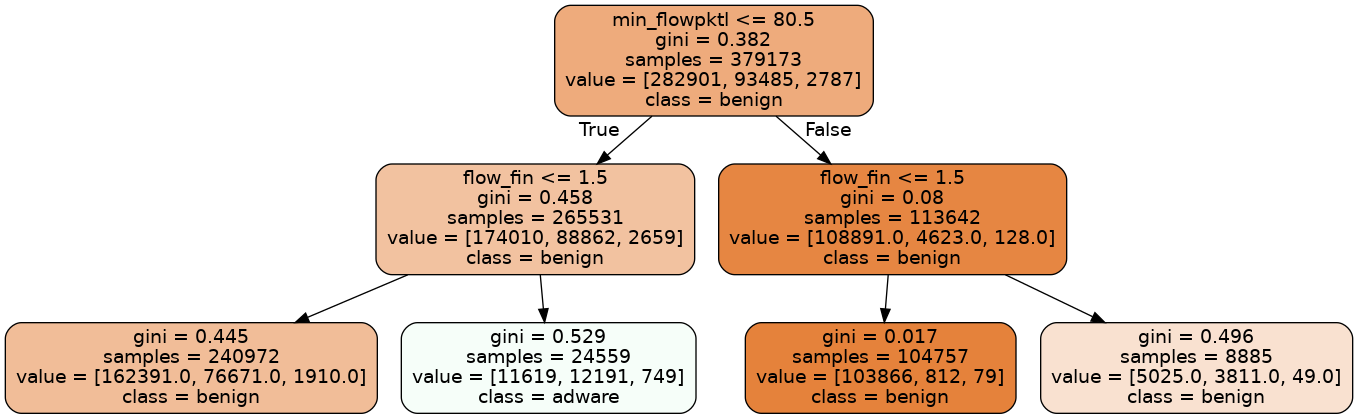 min_flowpktl <= 80.5
gini = 0.382
samples = 379173
value = [282901, 93485, 2787]
class = benign
True
False
flow_fin <= 1.5
gini = 0.458
samples = 265531
value = [174010, 88862, 2659]
class = benign
flow_fin <= 1.5
gini = 0.08
samples = 113642
value = [108891.0, 4623.0, 128.0]
class = benign
gini = 0.445
samples = 240972
value = [162391.0, 76671.0, 1910.0]
class = benign
gini = 0.529
samples = 24559
value = [11619, 12191, 749]
class = adware
gini = 0.017
samples = 104757
value = [103866, 812, 79]
class = benign
gini = 0.496
samples = 8885
value = [5025.0, 3811.0, 49.0]
class = benign